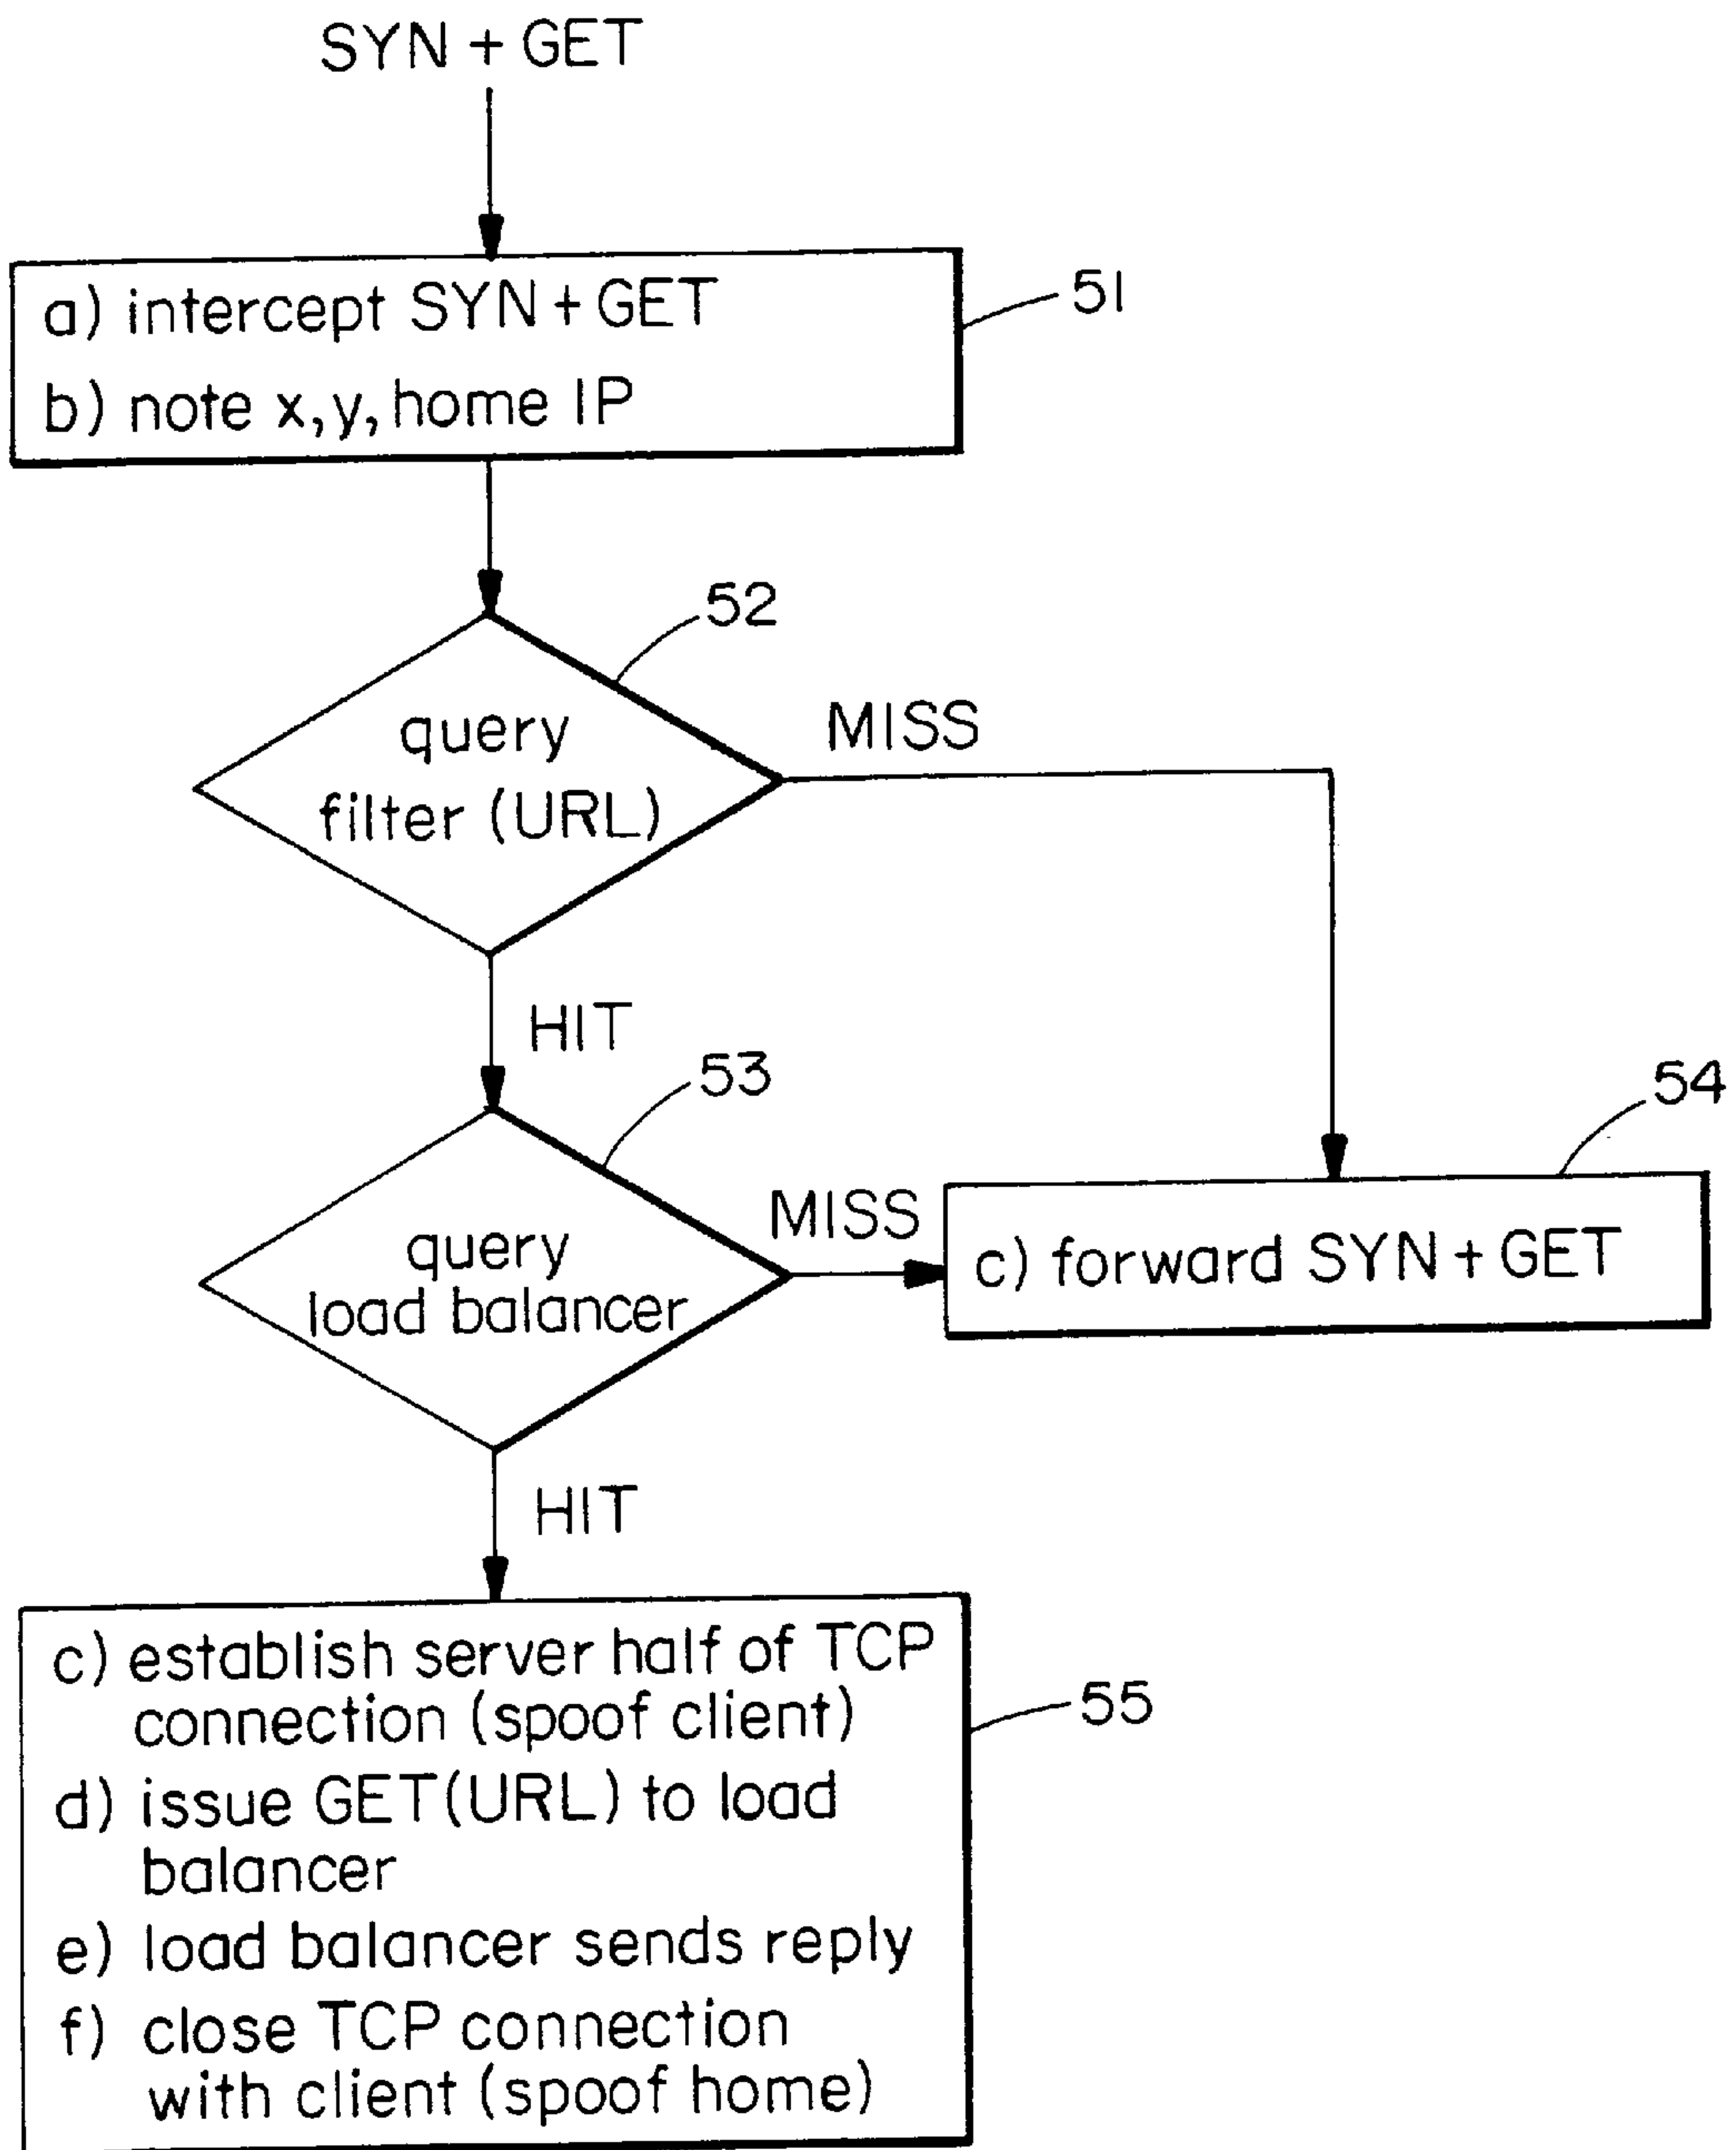 SYN + GET
a) intercept SYN + GET
b) note x, y, home IP
51
52
query
filter (URL)
MISS
HIT
53
54
query
load balancer
MISS
c) forward SYN + GET
HIT
c) establish server half of TCP
connection (spoof client)
d) issue GET(URL) to load
balancer
e) load balancer sends reply
f) close TCP connection
with client (spoof home)
55